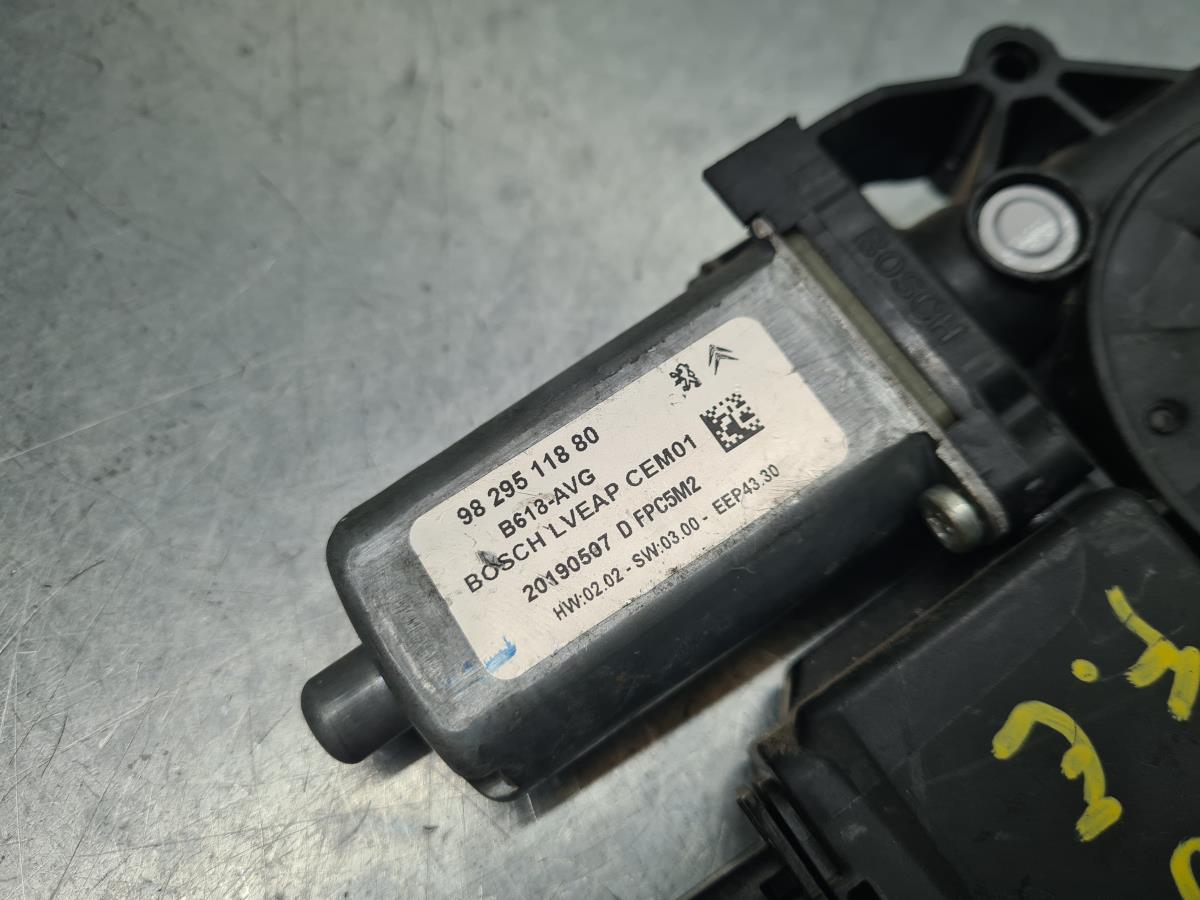 98 295 118 80
B618-AVG
BOSCH LVEAP CEM01
20190507 D FPC5M2
HW:02.02 - SW:03.00 - EEP43.30
BOSCH